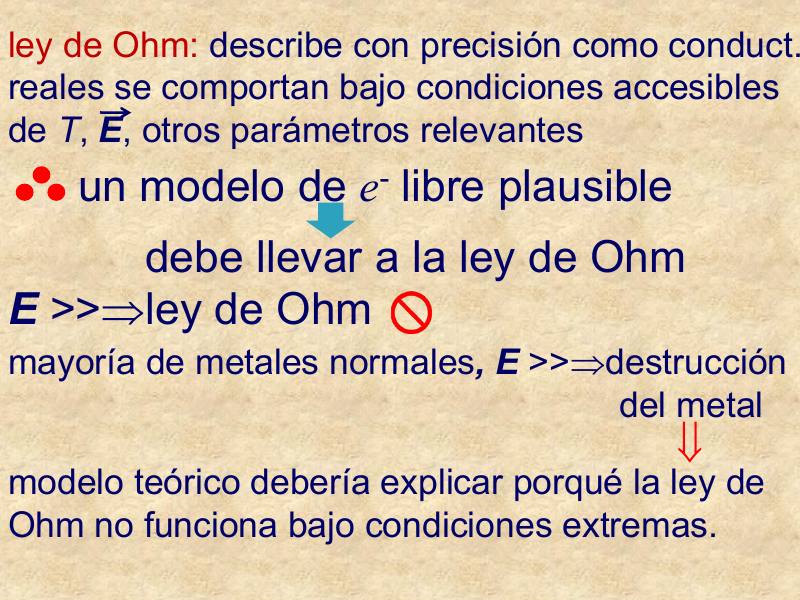 ley de Ohm: describe con precisión como conduct.
reales se comportan bajo condiciones accesibles
de T, E, otros parámetros relevantes
un modelo de e- libre plausible
debe llevar a la ley de Ohm
E >>⇒ley de Ohm
mayoría de metales normales, E >>⇒destrucción
del metal
⇓
modelo teórico debería explicar porqué la ley de
Ohm no funciona bajo condiciones extremas.